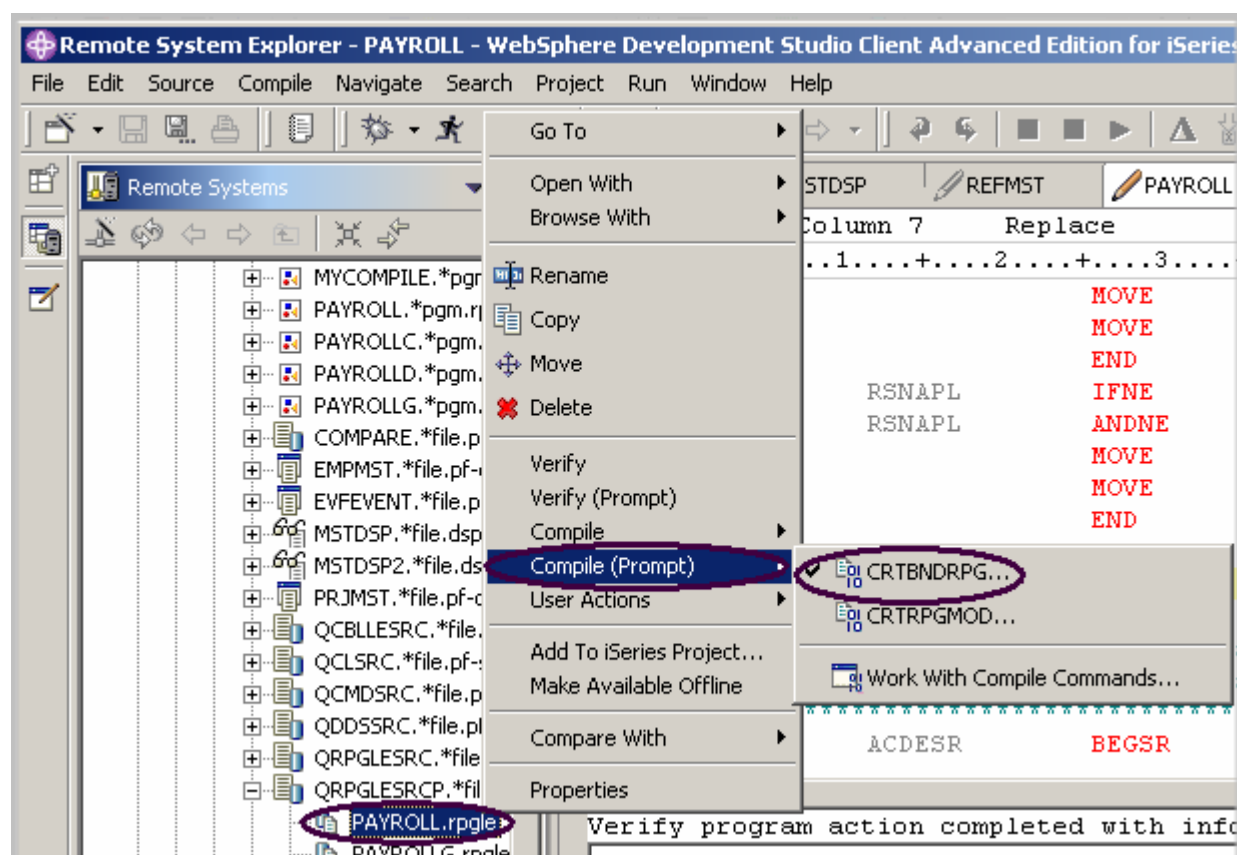 Remote System Explorer - PAYROLL - WebSphere Development Studio Client Advanced Edition for iSeries
File Edit Source Compile Navigate Search Project Run Window Help
Remote Systems
STDSP REFMST PAYROLL
Column 7 Replace
..1....+....2....+....3....
MYCOMPILE.*pgm
PAYROLL.*pgm.r
PAYROLLC.*pgm.
PAYROLLD.*pgm.
PAYROLLG.*pgm.
COMPARE.*file.p
EMPMST.*file.pf-
EVFEVENT.*file.p
MSTDSP.*file.dsp
MSTDSP2.*file.ds
PRJMST.*file.pf-
QCBLLESRC.*file.
QCLSRC.*file.pf-
QCMDSRC.*file.p
QDDSSRC.*file.p
QRPGLESRC.*file
QRPGLESRCP.*fil
PAYROLL.rpgle
PAYROLLG.rpgle
Go To
Open With
Browse With
Rename
Copy
Move
Delete
Verify
Verify (Prompt)
Compile
Compile (Prompt)
User Actions
Add To iSeries Project...
Make Available Offline
Compare With
Properties
CRTBNDRPG...
CRTRPGMOD...
Work With Compile Commands...
MOVE
MOVE
END
RSNAPL IFNE
RSNAPL ANDNE
MOVE
MOVE
END
***************************
ACDESR BEGSR
Verify program action completed with info